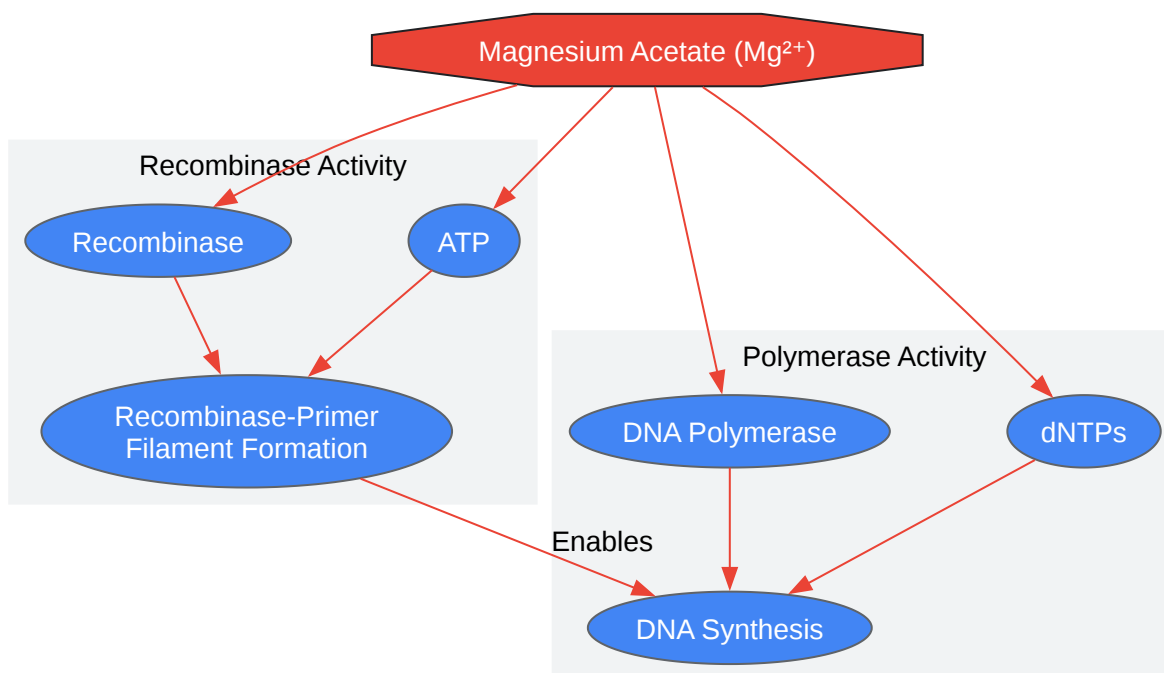 Magnesium Acetate (Mg²⁺)
Recombinase Activity
Recombinase
ATP
Recombinase-Primer
Filament Formation
Polymerase Activity
DNA Polymerase
dNTPs
Enables
DNA Synthesis